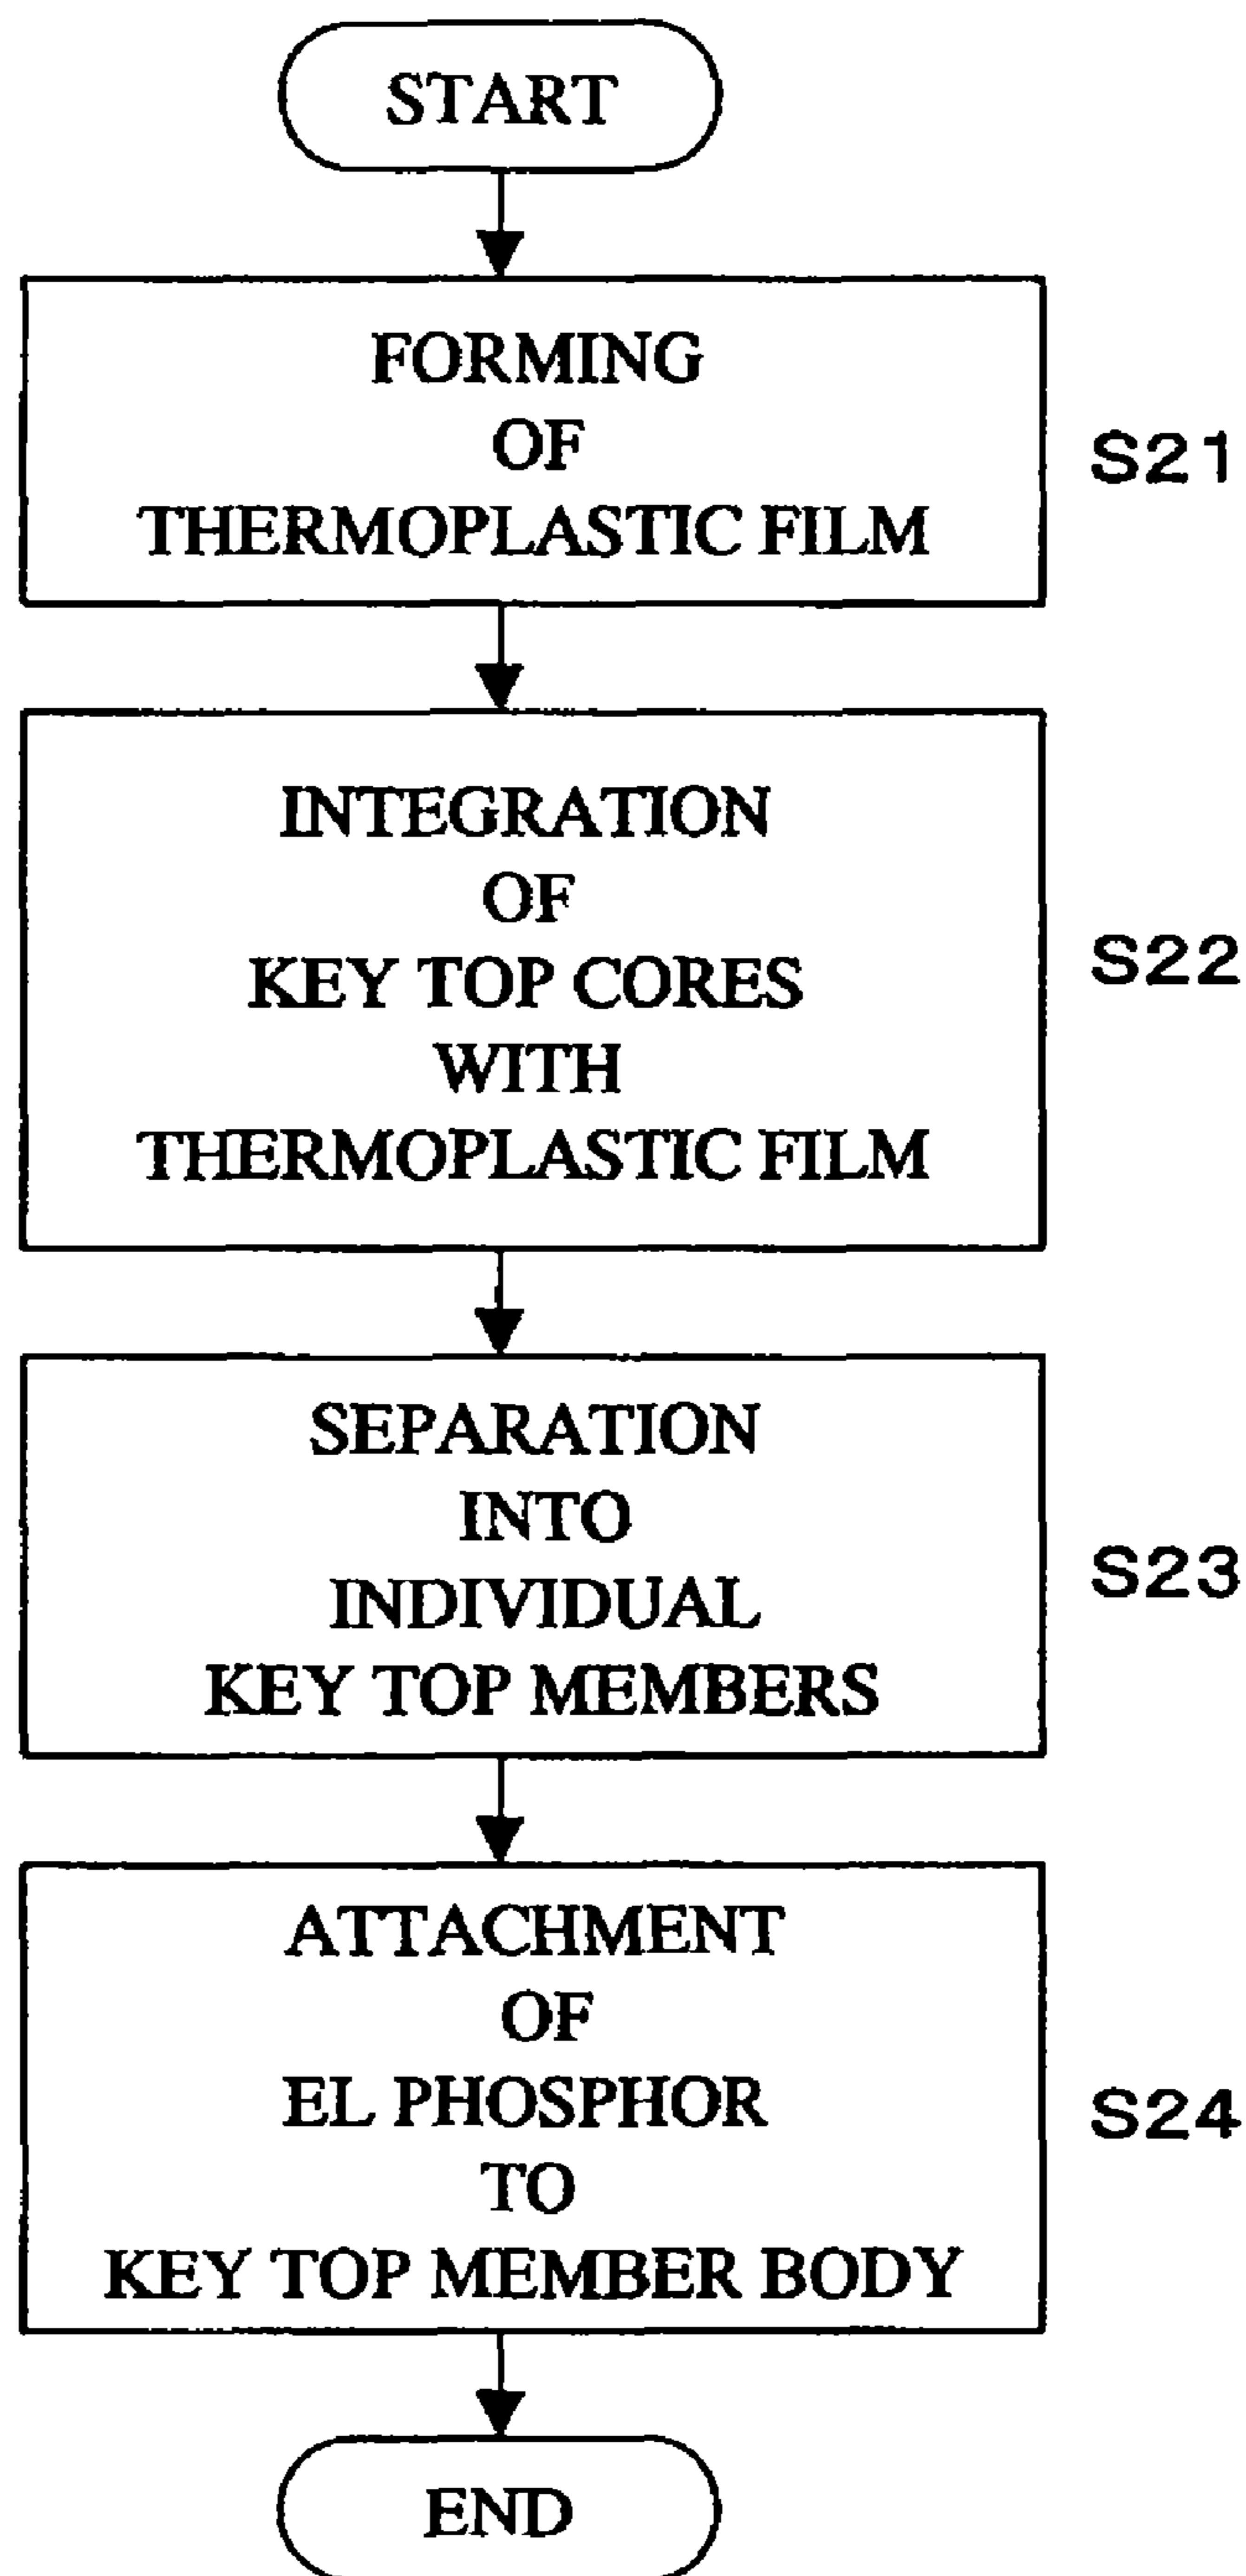 START
FORMING
OF
THERMOPLASTIC FILM
S21
INTEGRATION
OF
KEY TOP CORES
WITH
THERMOPLASTIC FILM
S22
SEPARATION
INTO
INDIVIDUAL
KEY TOP MEMBERS
S23
ATTACHMENT
OF
EL PHOSPHOR
TO
KEY TOP MEMBER BODY
S24
END